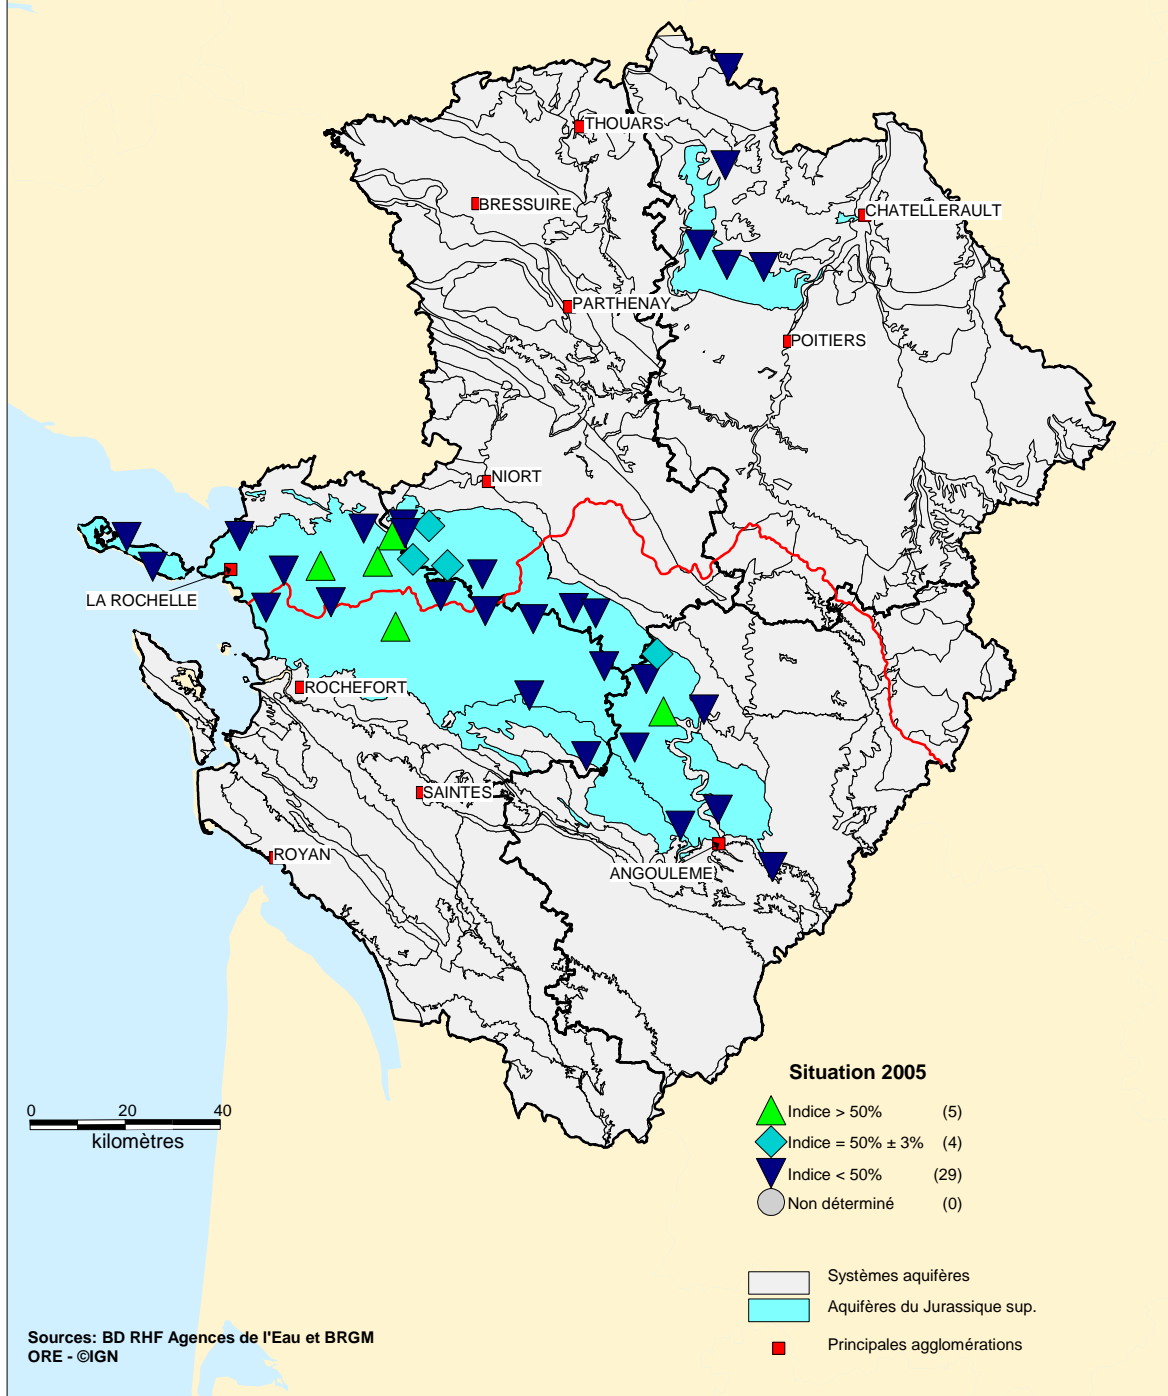 THOUARS
BRESSUIRE
CHATELLERAULT
PARTHENAY
POITIERS
NIORT
LA ROCHELLE
ROCHEFORT
SAINTES
ROYAN
ANGOULEME
Situation 2005
Indice > 50% (5)
Indice = 50% ± 3% (4)
Indice < 50% (29)
Non déterminé (0)
0 20 40
kilomètres
Systèmes aquifères
Aquifères du Jurassique sup.
Principales agglomérations
Sources: BD RHF Agences de l'Eau et BRGM
ORE - ©IGN